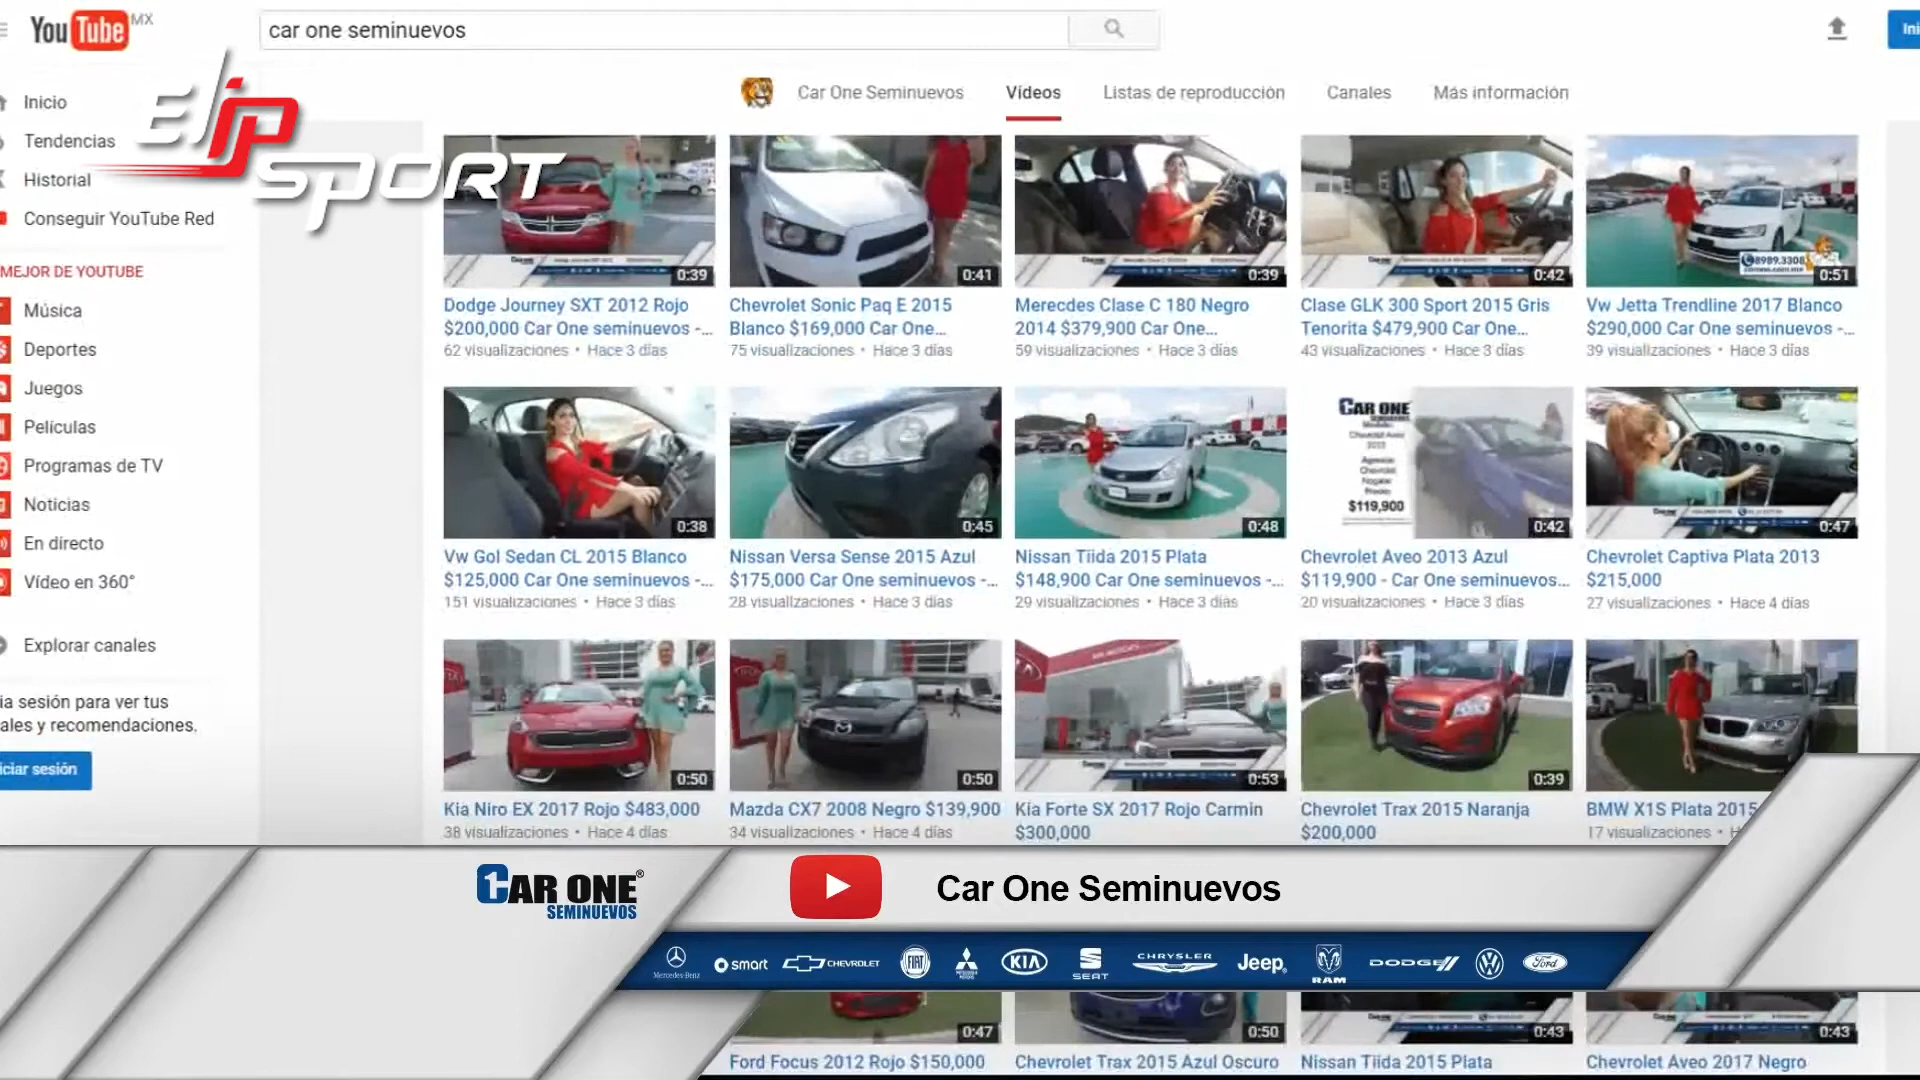 YouTube MX
car one seminuevos
Elip
SPORT
Inicio
Tendencias
Historial
Conseguir YouTube Red
MEJOR DE YOUTUBE
Música
Deportes
Juegos
Películas
Programas de TV
Noticias
En directo
Vídeo en 360°
Explorar canales
ia sesión para ver tus
ales y recomendaciones.
ciar sesión
Car One Seminuevos
Vídeos
Listas de reproducción
Canales
Más información
0:39
0:41
0:39
0:42
8989.3308
0:51
Dodge Journey SXT 2012 Rojo
$200,000 Car One seminuevos -...
62 visualizaciones • Hace 3 días
Chevrolet Sonic Paq E 2015
Blanco $169,000 Car One...
75 visualizaciones • Hace 3 días
Merecdes Clase C 180 Negro
2014 $379,900 Car One...
59 visualizaciones • Hace 3 días
Clase GLK 300 Sport 2015 Gris
Tenorita $479,900 Car One...
43 visualizaciones • Hace 3 días
Vw Jetta Trendline 2017 Blanco
$290,000 Car One seminuevos -...
39 visualizaciones • Hace 3 días
0:38
0:45
0:48
CAR ONE
Chevrolet Aveo
2013
Agencia:
Chevrolet
Nogalar
Precio
$119,900
0:42
0:47
Vw Gol Sedan CL 2015 Blanco
$125,000 Car One seminuevos -...
151 visualizaciones • Hace 3 días
Nissan Versa Sense 2015 Azul
$175,000 Car One seminuevos -...
28 visualizaciones • Hace 3 días
Nissan Tiida 2015 Plata
$148,900 Car One seminuevos -...
29 visualizaciones • Hace 3 días
Chevrolet Aveo 2013 Azul
$119,900 - Car One seminuevos...
20 visualizaciones • Hace 3 días
Chevrolet Captiva Plata 2013
$215,000
27 visualizaciones • Hace 4 días
0:50
0:50
0:53
0:39
Kia Niro EX 2017 Rojo $483,000
38 visualizaciones • Hace 4 días
Mazda CX7 2008 Negro $139,900
34 visualizaciones • Hace 4 días
Kia Forte SX 2017 Rojo Carmin
$300,000
Chevrolet Trax 2015 Naranja
$200,000
BMW X1S Plata 2015
17 visualizaciones •
CAR ONE®
SEMINUEVOS
Car One Seminuevos
Mercedes-Benz
smart
CHEVROLET
FIAT
MITSUBISHI MOTORS
KIA
SEAT
CHRYSLER
Jeep
RAM
DODGE
Ford
0:47
0:50
0:43
0:43
Ford Focus 2012 Rojo $150,000
Chevrolet Trax 2015 Azul Oscuro
Nissan Tiida 2015 Plata
Chevrolet Aveo 2017 Negro